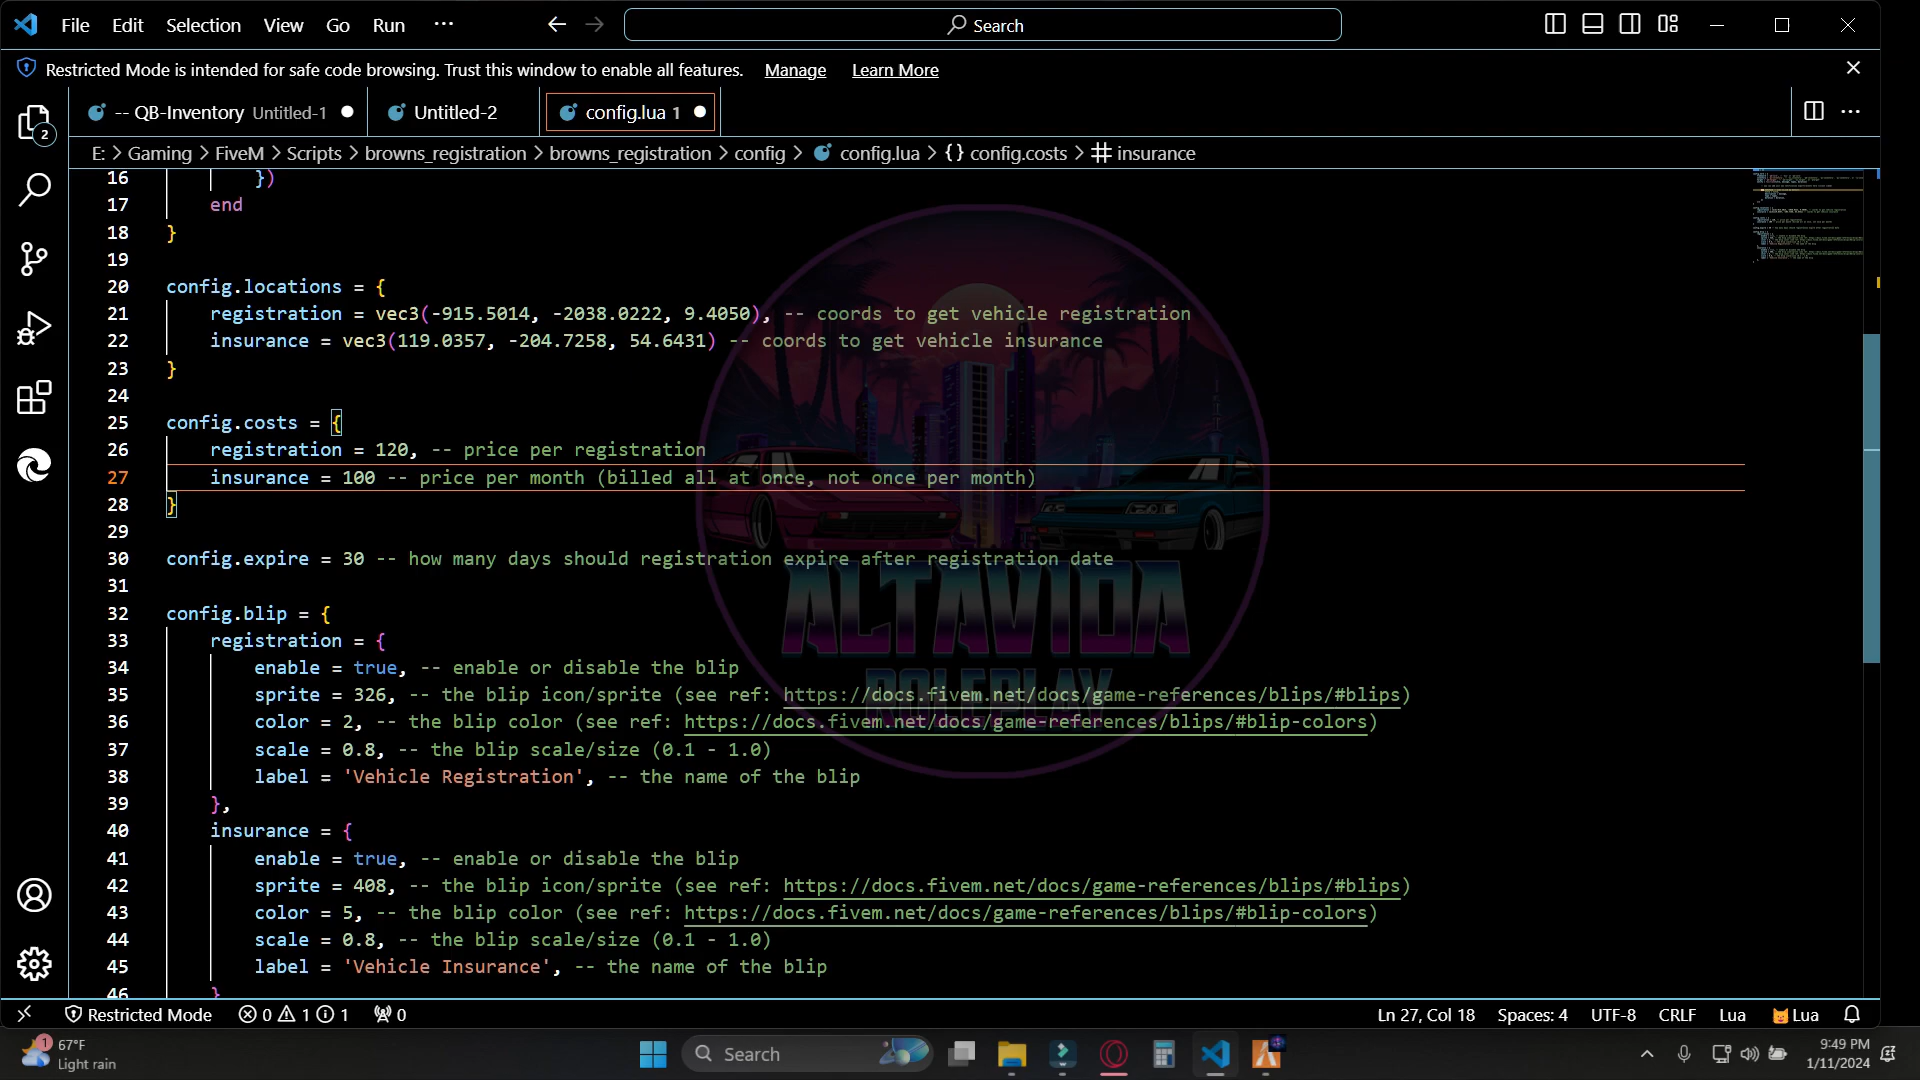 File Edit Selection View Go Run ··· Search
Restricted Mode is intended for safe code browsing. Trust this window to enable all features. Manage Learn More
-- QB-Inventory Untitled-1 Untitled-2 config.lua 1
E: > Gaming > FiveM > Scripts > browns_registration > browns_registration > config > config.lua > {} config.costs > # insurance
2
16 })
17 end
18 }
19
20 config.locations = {
21 registration = vec3(-915.5014, -2038.0222, 9.4050), -- coords to get vehicle registration
22 insurance = vec3(119.0357, -204.7258, 54.6431) -- coords to get vehicle insurance
23 }
24
25 config.costs = {
26 registration = 120, -- price per registration
27 insurance = 100 -- price per month (billed all at once, not once per month)
28 }
29
30 config.expire = 30 -- how many days should registration expire after registration date
31
32 config.blip = {
33 registration = {
34 enable = true, -- enable or disable the blip
35 sprite = 326, -- the blip icon/sprite (see ref: https://docs.fivem.net/docs/game-references/blips/#blips)
36 color = 2, -- the blip color (see ref: https://docs.fivem.net/docs/game-references/blips/#blip-colors)
37 scale = 0.8, -- the blip scale/size (0.1 - 1.0)
38 label = 'Vehicle Registration', -- the name of the blip
39 },
40 insurance = {
41 enable = true, -- enable or disable the blip
42 sprite = 408, -- the blip icon/sprite (see ref: https://docs.fivem.net/docs/game-references/blips/#blips)
43 color = 5, -- the blip color (see ref: https://docs.fivem.net/docs/game-references/blips/#blip-colors)
44 scale = 0.8, -- the blip scale/size (0.1 - 1.0)
45 label = 'Vehicle Insurance', -- the name of the blip
46 }
ALTAVIDA
ROLEPLAY
Restricted Mode 0 1 1 0 Ln 27, Col 18 Spaces: 4 UTF-8 CRLF Lua Lua
1 67°F Search 9:49 PM
Light rain 1/11/2024